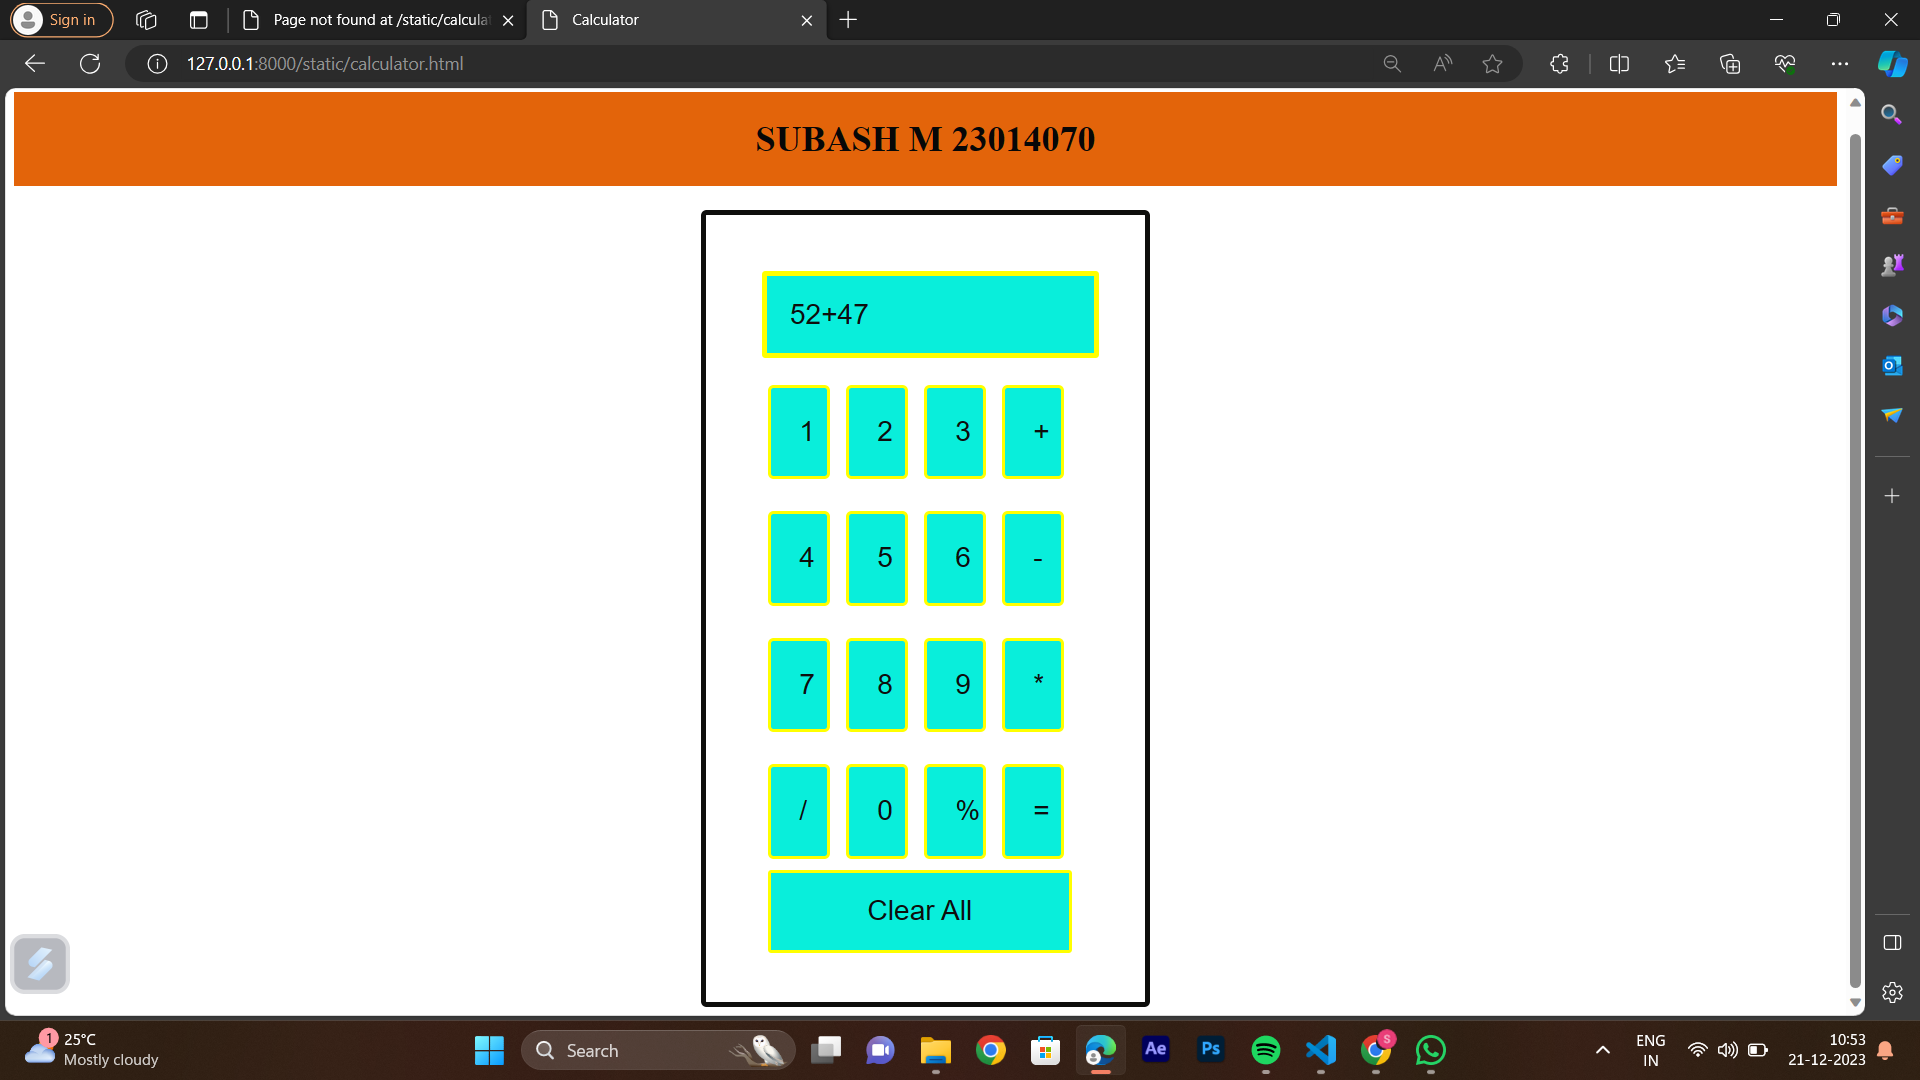 Sign in
Page not found at /static/calcula
Calculator
127.0.0.1:8000/static/calculator.html
SUBASH M 23014070
52+47
1 2 3 +
4 5 6 -
7 8 9 *
/ 0 % =
Clear All
1
25°C
Mostly cloudy
Search
Ae
Ps
S
ENG
IN
10:53
21-12-2023